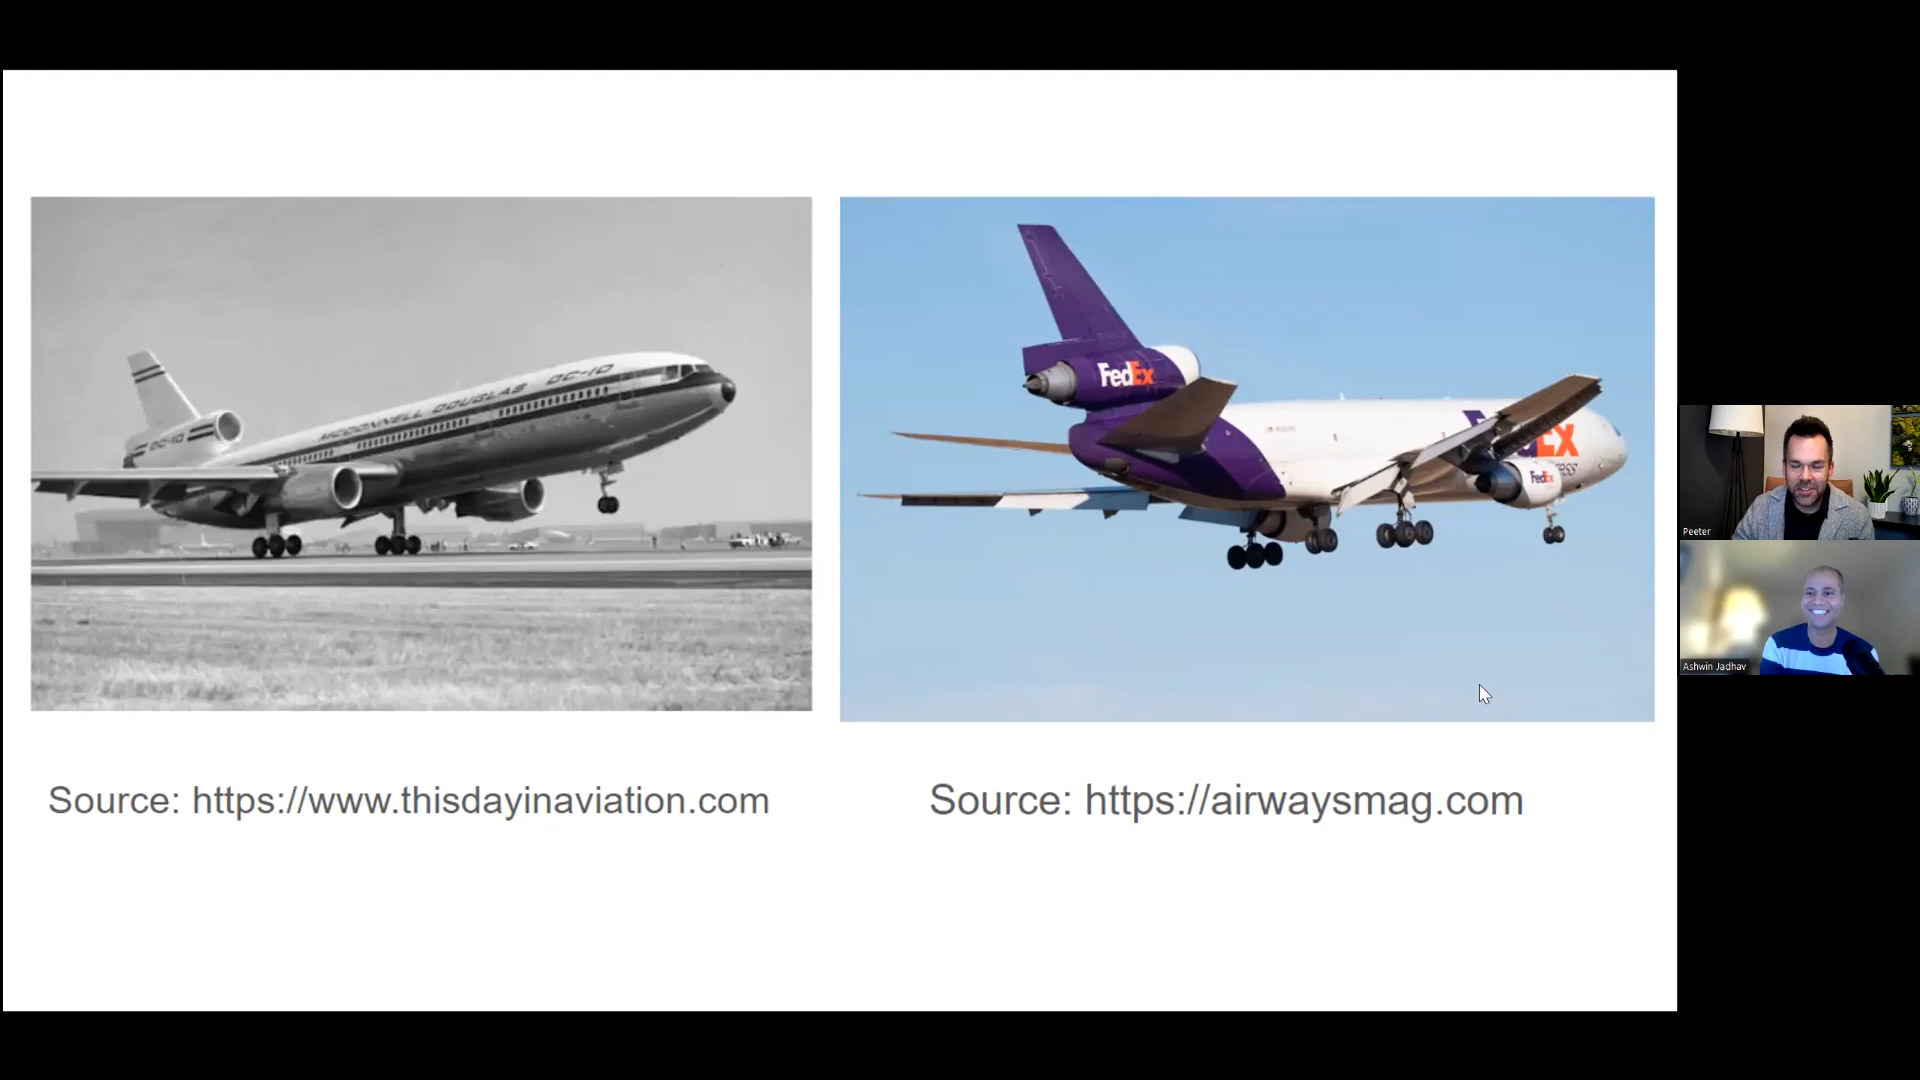 MCDONNELL DOUGLAS DC-10
DC-10
FedEx
Ex
FedEx
Source: https://www.thisdayinaviation.com
Source: https://airwaysmag.com
Peeter
Ashwin Jadhav